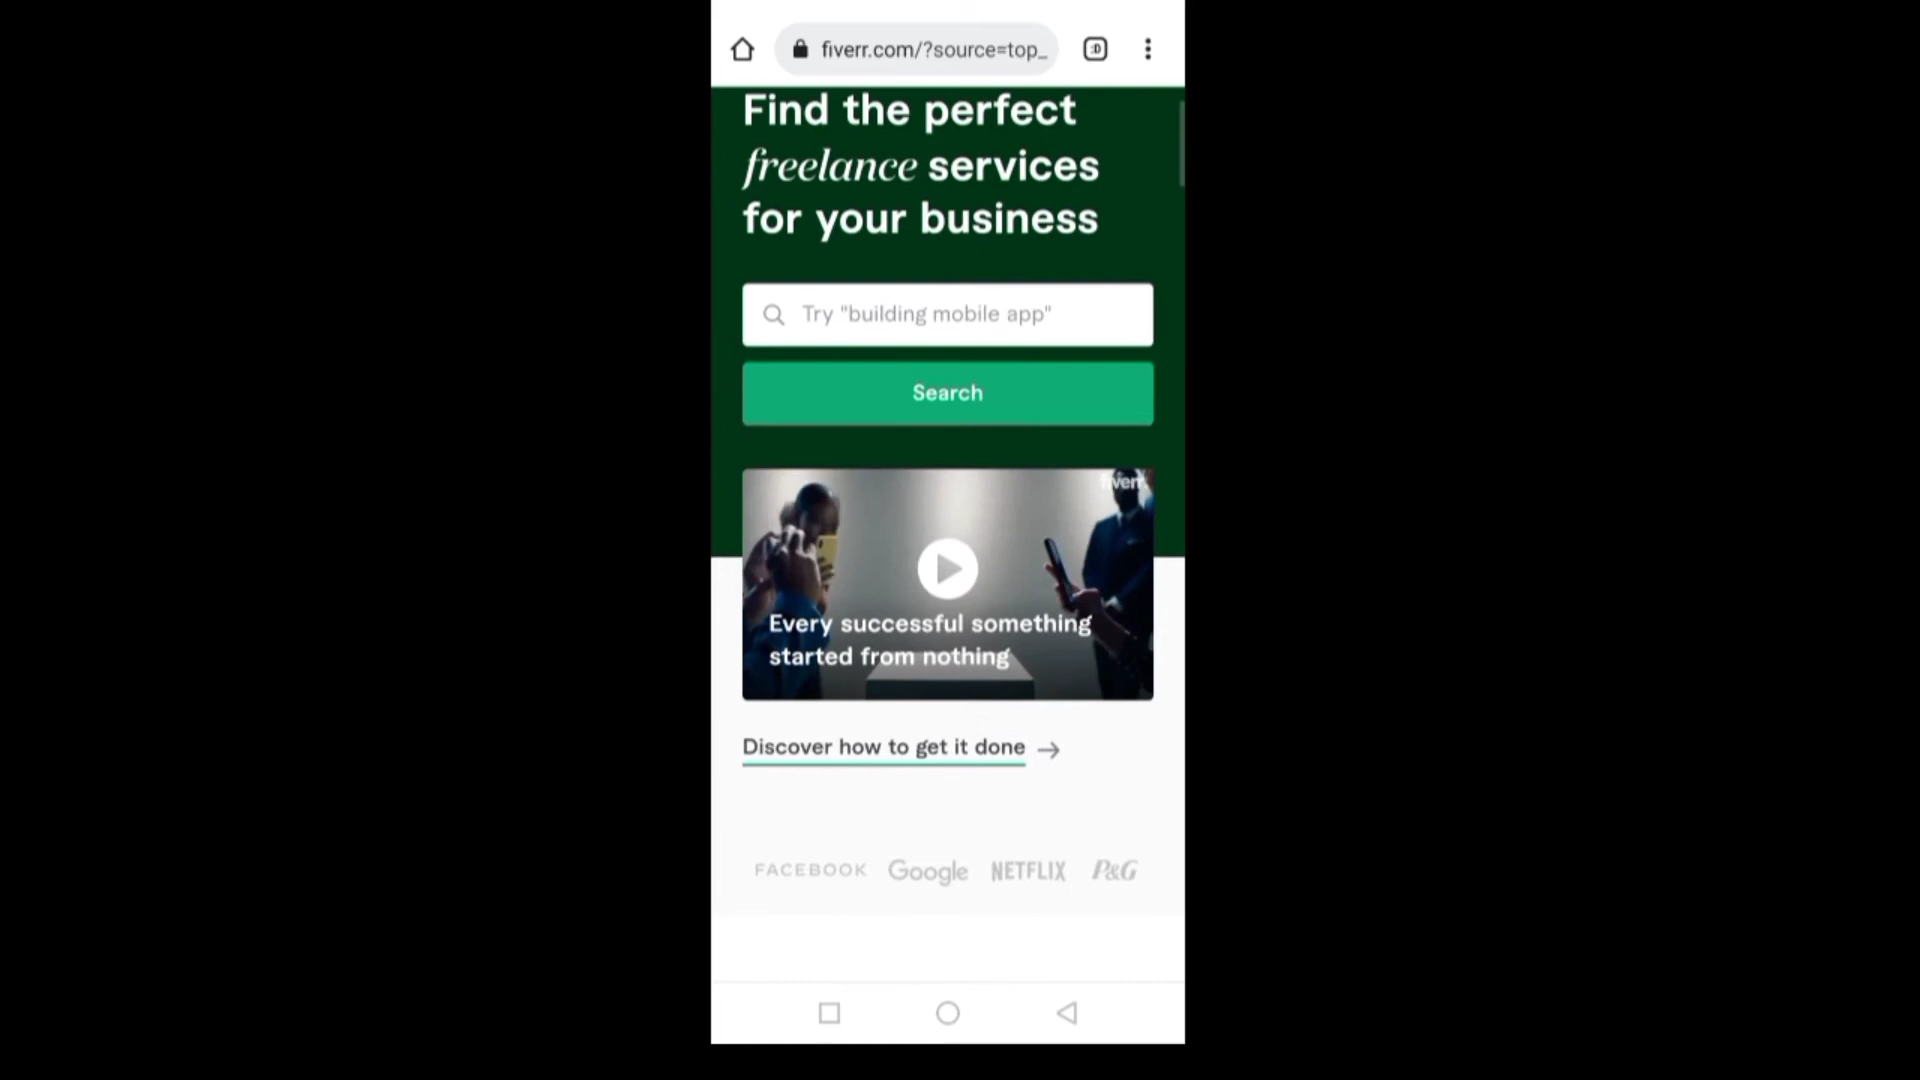 fiverr.com/?source=top_
:D
Find the perfect
freelance services
for your business
Try "building mobile app"
Search
fiverr.
Every successful something
started from nothing
Discover how to get it done →
FACEBOOK Google NETFLIX P&G